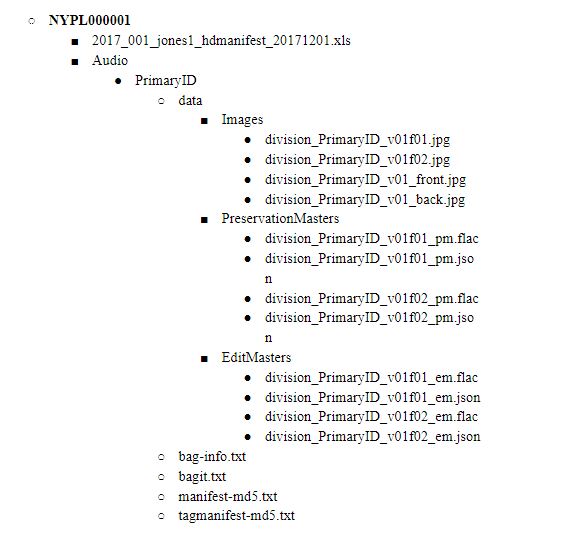 NYPL000001
2017_001_jones1_hdmanifest_20171201.xls
Audio
PrimaryID
data
Images
division_PrimaryID_v01f01.jpg
division_PrimaryID_v01f02.jpg
division_PrimaryID_v01_front.jpg
division_PrimaryID_v01_back.jpg
PreservationMasters
division_PrimaryID_v01f01_pm.flac
division_PrimaryID_v01f01_pm.jso
n
division_PrimaryID_v01f02_pm.flac
division_PrimaryID_v01f02_pm.jso
n
EditMasters
division_PrimaryID_v01f01_em.flac
division_PrimaryID_v01f01_em.json
division_PrimaryID_v01f02_em.flac
division_PrimaryID_v01f02_em.json
bag-info.txt
bagit.txt
manifest-md5.txt
tagmanifest-md5.txt